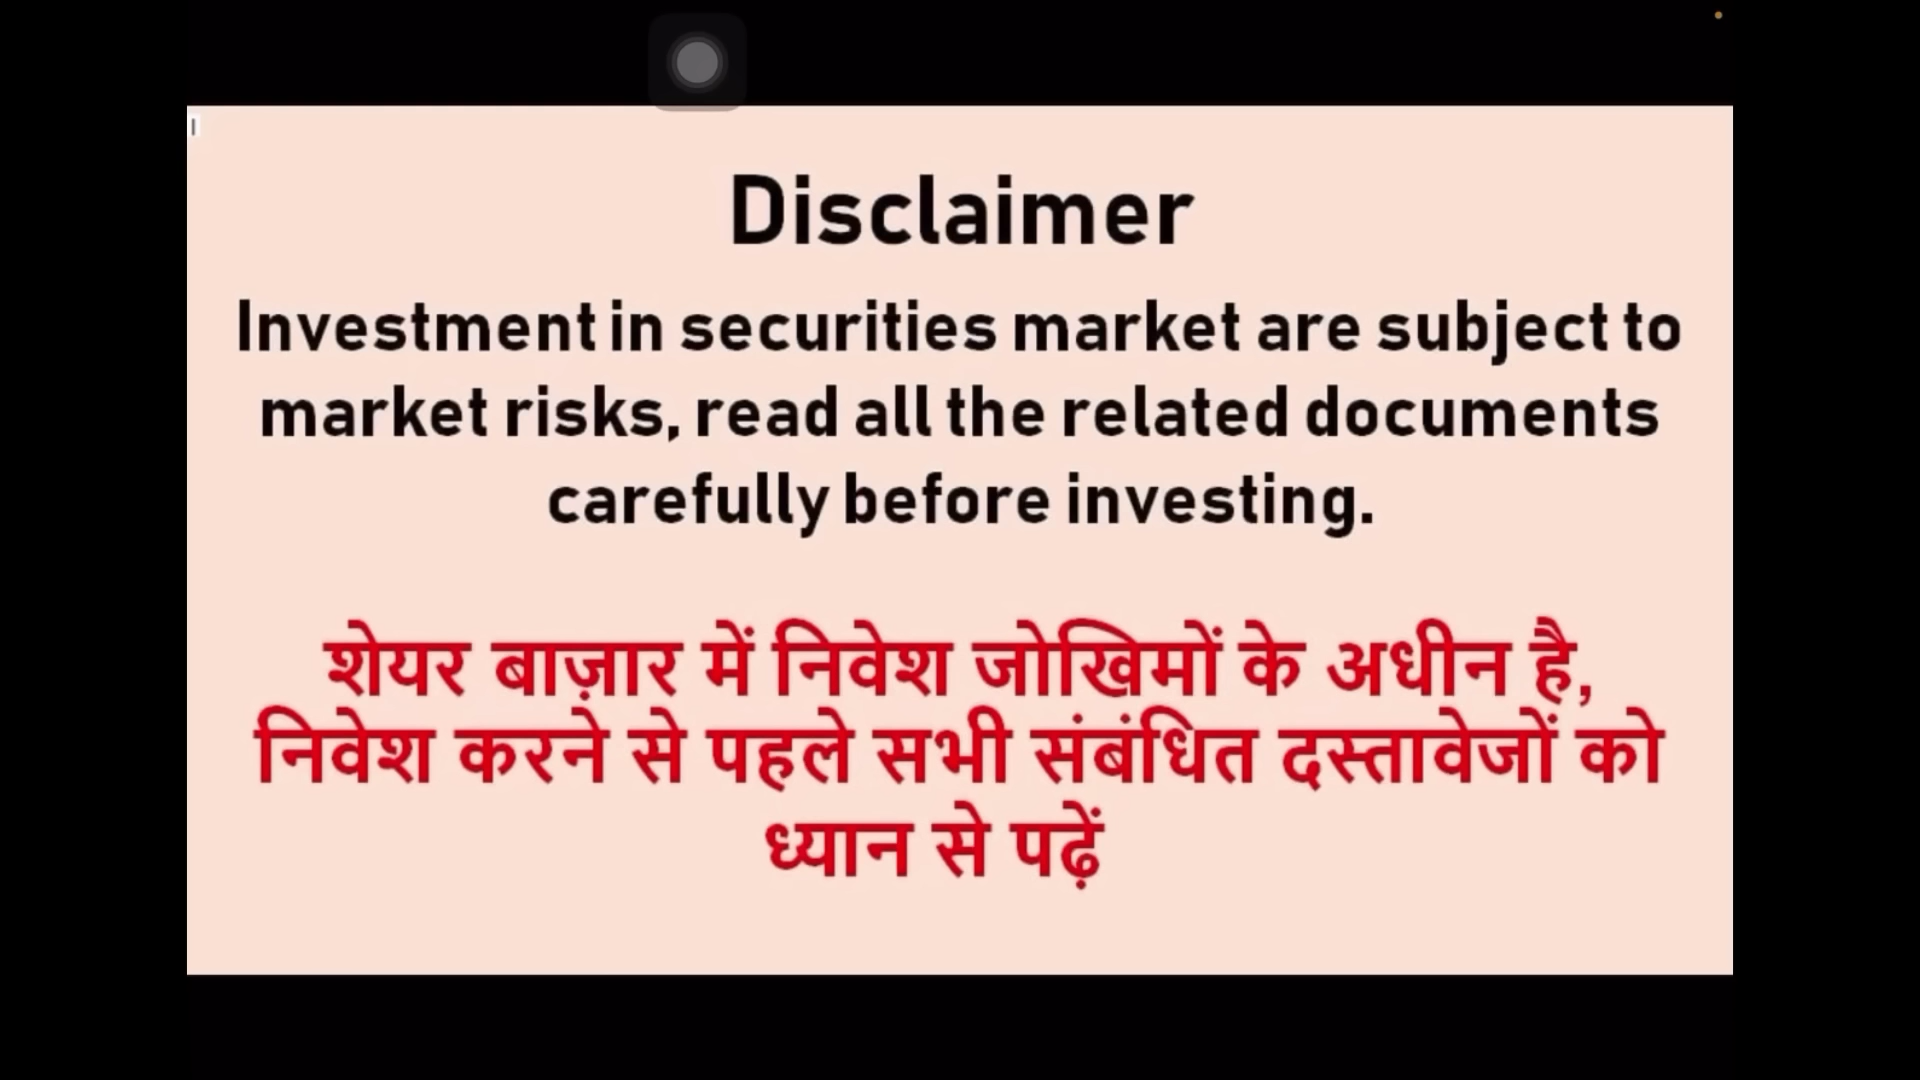 Disclaimer
Investment in securities market are subject to
market risks, read all the related documents
carefully before investing.
शेयर बाज़ार में निवेश जोखिमों के अधीन है,
निवेश करने से पहले सभी संबंधित दस्तावेजों को
ध्यान से पढ़ें